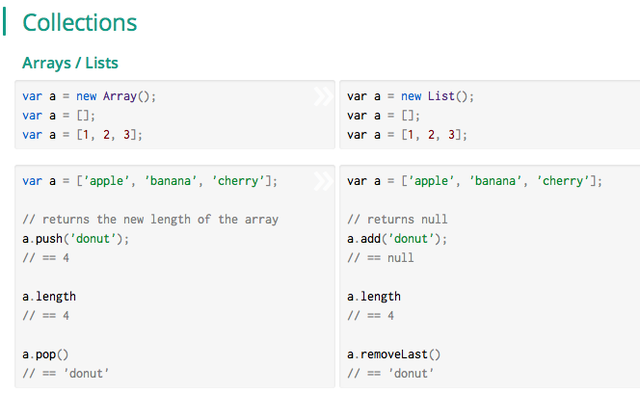 Collections
Arrays / Lists
var a = new Array();
var a = [];
var a = [1, 2, 3];
var a = new List();
var a = [];
var a = [1, 2, 3];
var a = ['apple', 'banana', 'cherry'];
// returns the new length of the array
a.push('donut');
// == 4
a.length
// == 4
a.pop()
// == 'donut'
var a = ['apple', 'banana', 'cherry'];
// returns null
a.add('donut');
// == null
a.length
// == 4
a.removeLast()
// == 'donut'